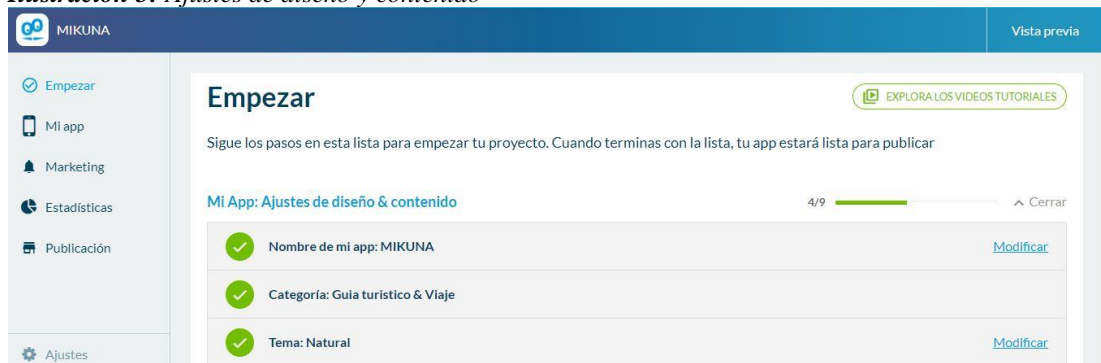 Ilustración 3: Ajustes de diseño y contenido
MIKUNA
Vista previa
Empezar
Mi app
Marketing
Estadísticas
Publicación
Ajustes
Empezar
EXPLORA LOS VIDEOS TUTORIALES
Sigue los pasos en esta lista para empezar tu proyecto. Cuando terminas con la lista, tu app estará lista para publicar
Mi App: Ajustes de diseño & contenido
4/9
Cerrar
Nombre de mi app: MIKUNA
Modificar
Categoría: Guia turistico & Viaje
Tema: Natural
Modificar